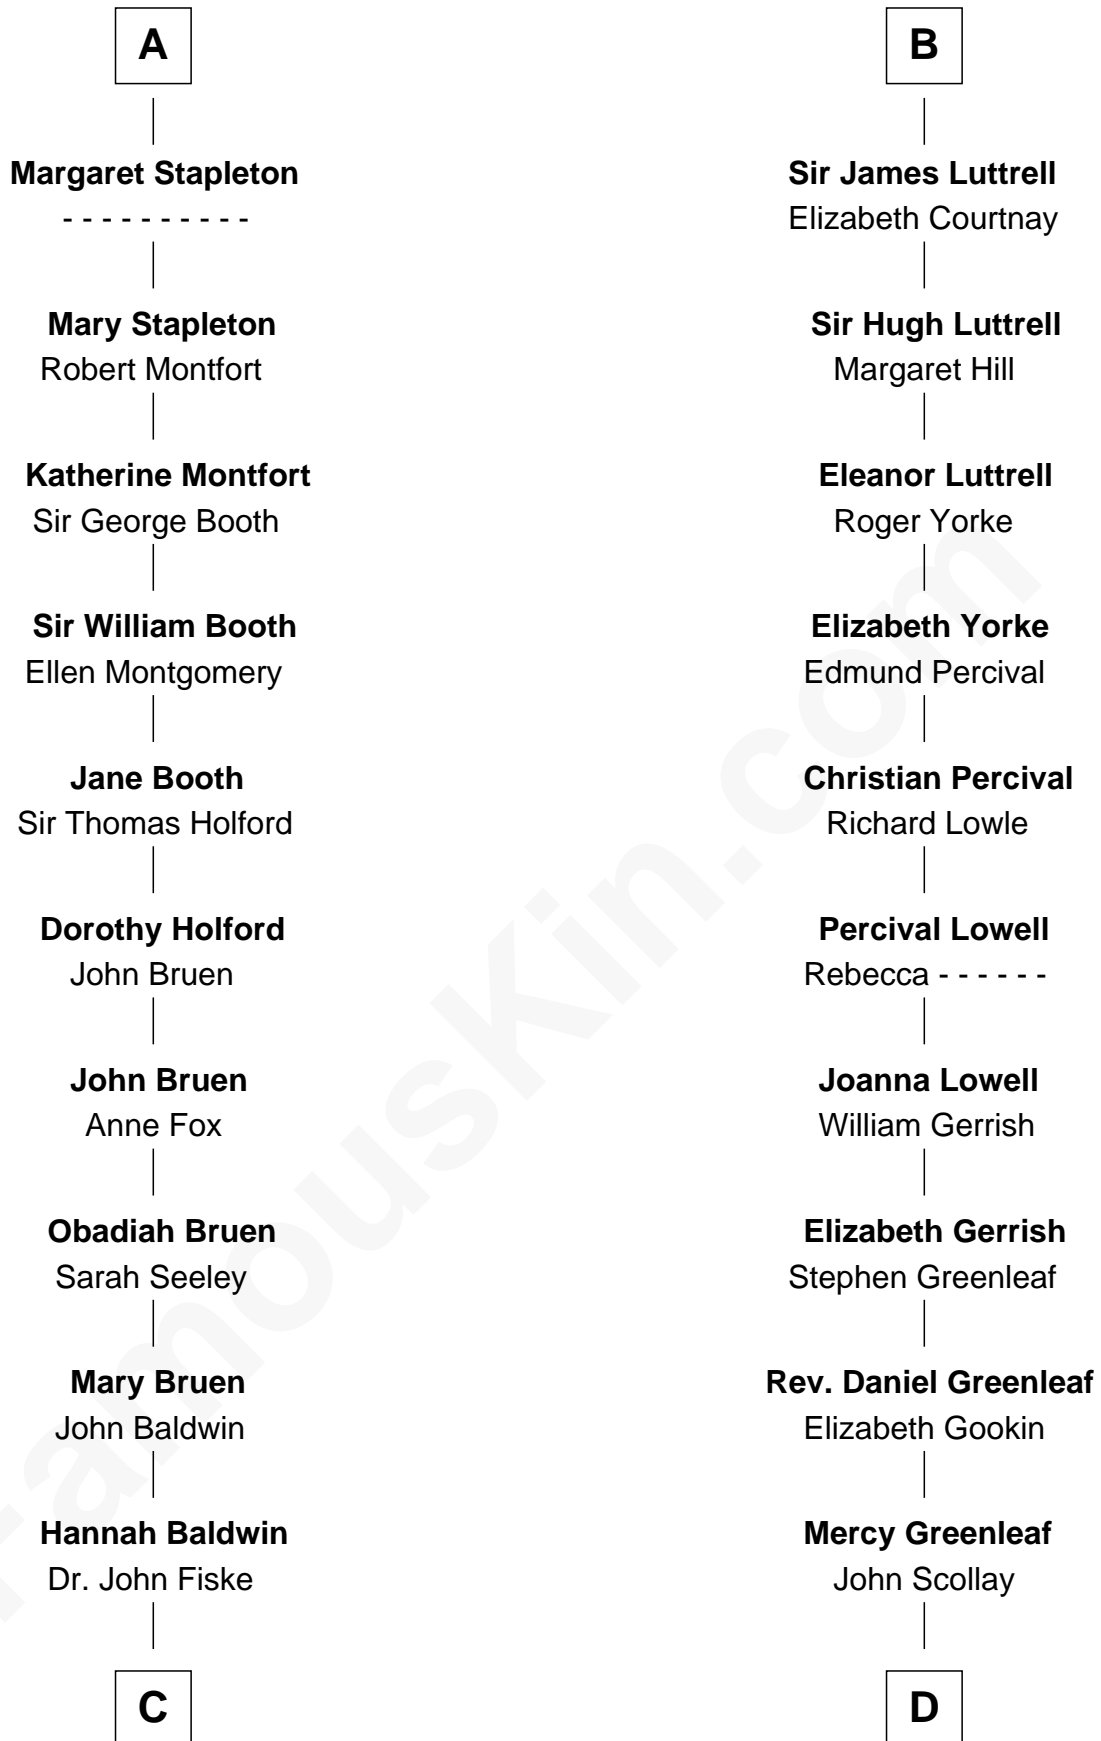 A
Margaret Stapleton
- - - - - - - - - -
Mary Stapleton
Robert Montfort
Katherine Montfort
Sir George Booth
Sir William Booth
Ellen Montgomery
Jane Booth
Sir Thomas Holford
Dorothy Holford
John Bruen
John Bruen
Anne Fox
Obadiah Bruen
Sarah Seeley
Mary Bruen
John Baldwin
Hannah Baldwin
Dr. John Fiske
C
B
Sir James Luttrell
Elizabeth Courtnay
Sir Hugh Luttrell
Margaret Hill
Eleanor Luttrell
Roger Yorke
Elizabeth Yorke
Edmund Percival
Christian Percival
Richard Lowle
Percival Lowell
Rebecca - - - - - -
Joanna Lowell
William Gerrish
Elizabeth Gerrish
Stephen Greenleaf
Rev. Daniel Greenleaf
Elizabeth Gookin
Mercy Greenleaf
John Scollay
D
FamousKin.com